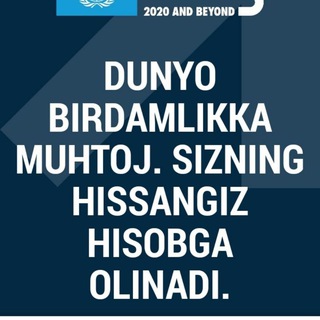 2020 AND BEYOND
DUNYO
BIRDAMLIKKA
MUHTOJ. SIZNING
HISSANGIZ
HISOBGA
OLINADI.